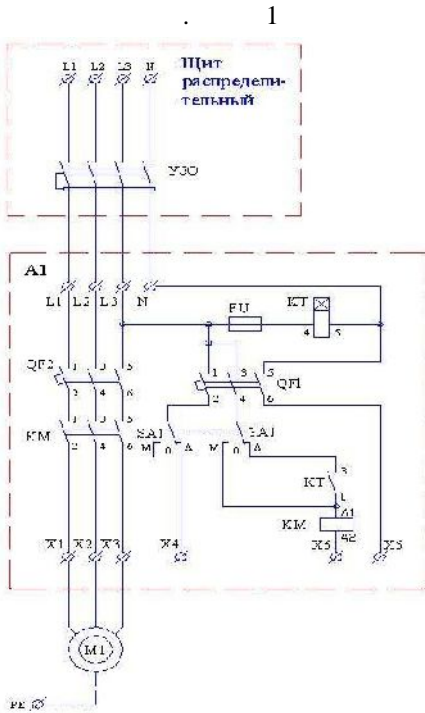 . 1
L1 L2 L3 N
Щит
распредели-
тельный
УЗО
A1
L1 L2 L3 N
FU
KT
4 5
QF2
1 3 5
2 4 6
1 3 5
QF1
2 4 6
KM
1 3 5
2 4 6
SA1
M 0 A
SA1
M 0 A
KT
3
1
KM
A1
A2
X1 X2 X3 X4 X5 X6
M1
PE